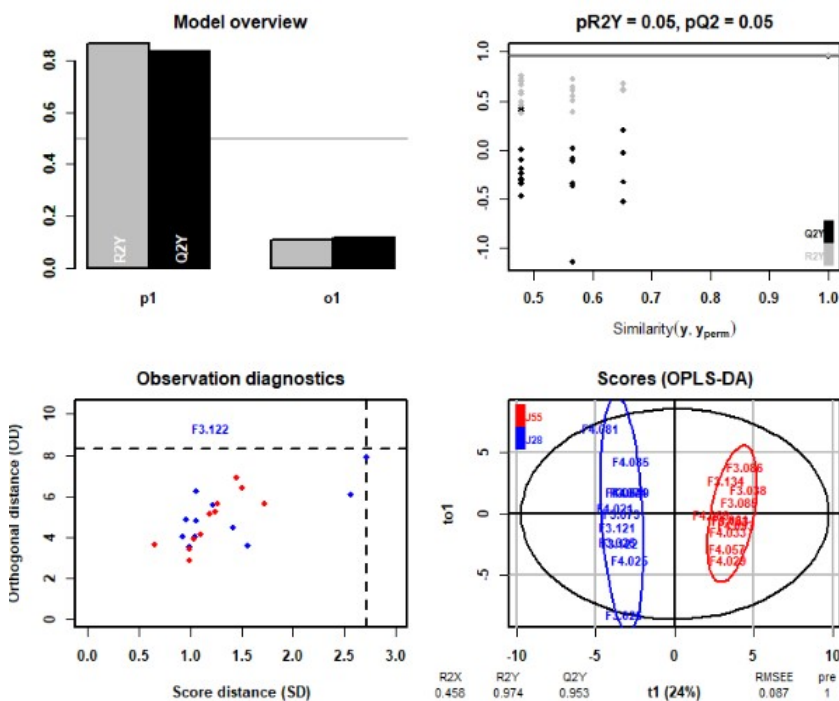 Model overview
0.8
0.6
0.4
0.2
0.0
R2Y
Q2Y
p1
o1
pR2Y = 0.05, pQ2 = 0.05
1.0
0.5
0.0
-0.5
-1.0
Q2Y
R2Y
0.5 0.6 0.7 0.8 0.9 1.0
Similarity(y, yperm)
Observation diagnostics
Orthogonal distance (OD)
10
8
6
4
2
0
F3.122
0.0 0.5 1.0 1.5 2.0 2.5 3.0
Score distance (SD)
Scores (OPLS-DA)
J55
J28
to1
5
0
-5
F4.081
F4.085
F4.021
F3.073
F3.121
F4.025
F3.086
F3.134
F3.038
F3.085
F4.033
F4.057
F4.029
-10 -5 0 5 10
R2X R2Y Q2Y RMSEE pre
0.458 0.974 0.953 t1 (24%) 0.087 1